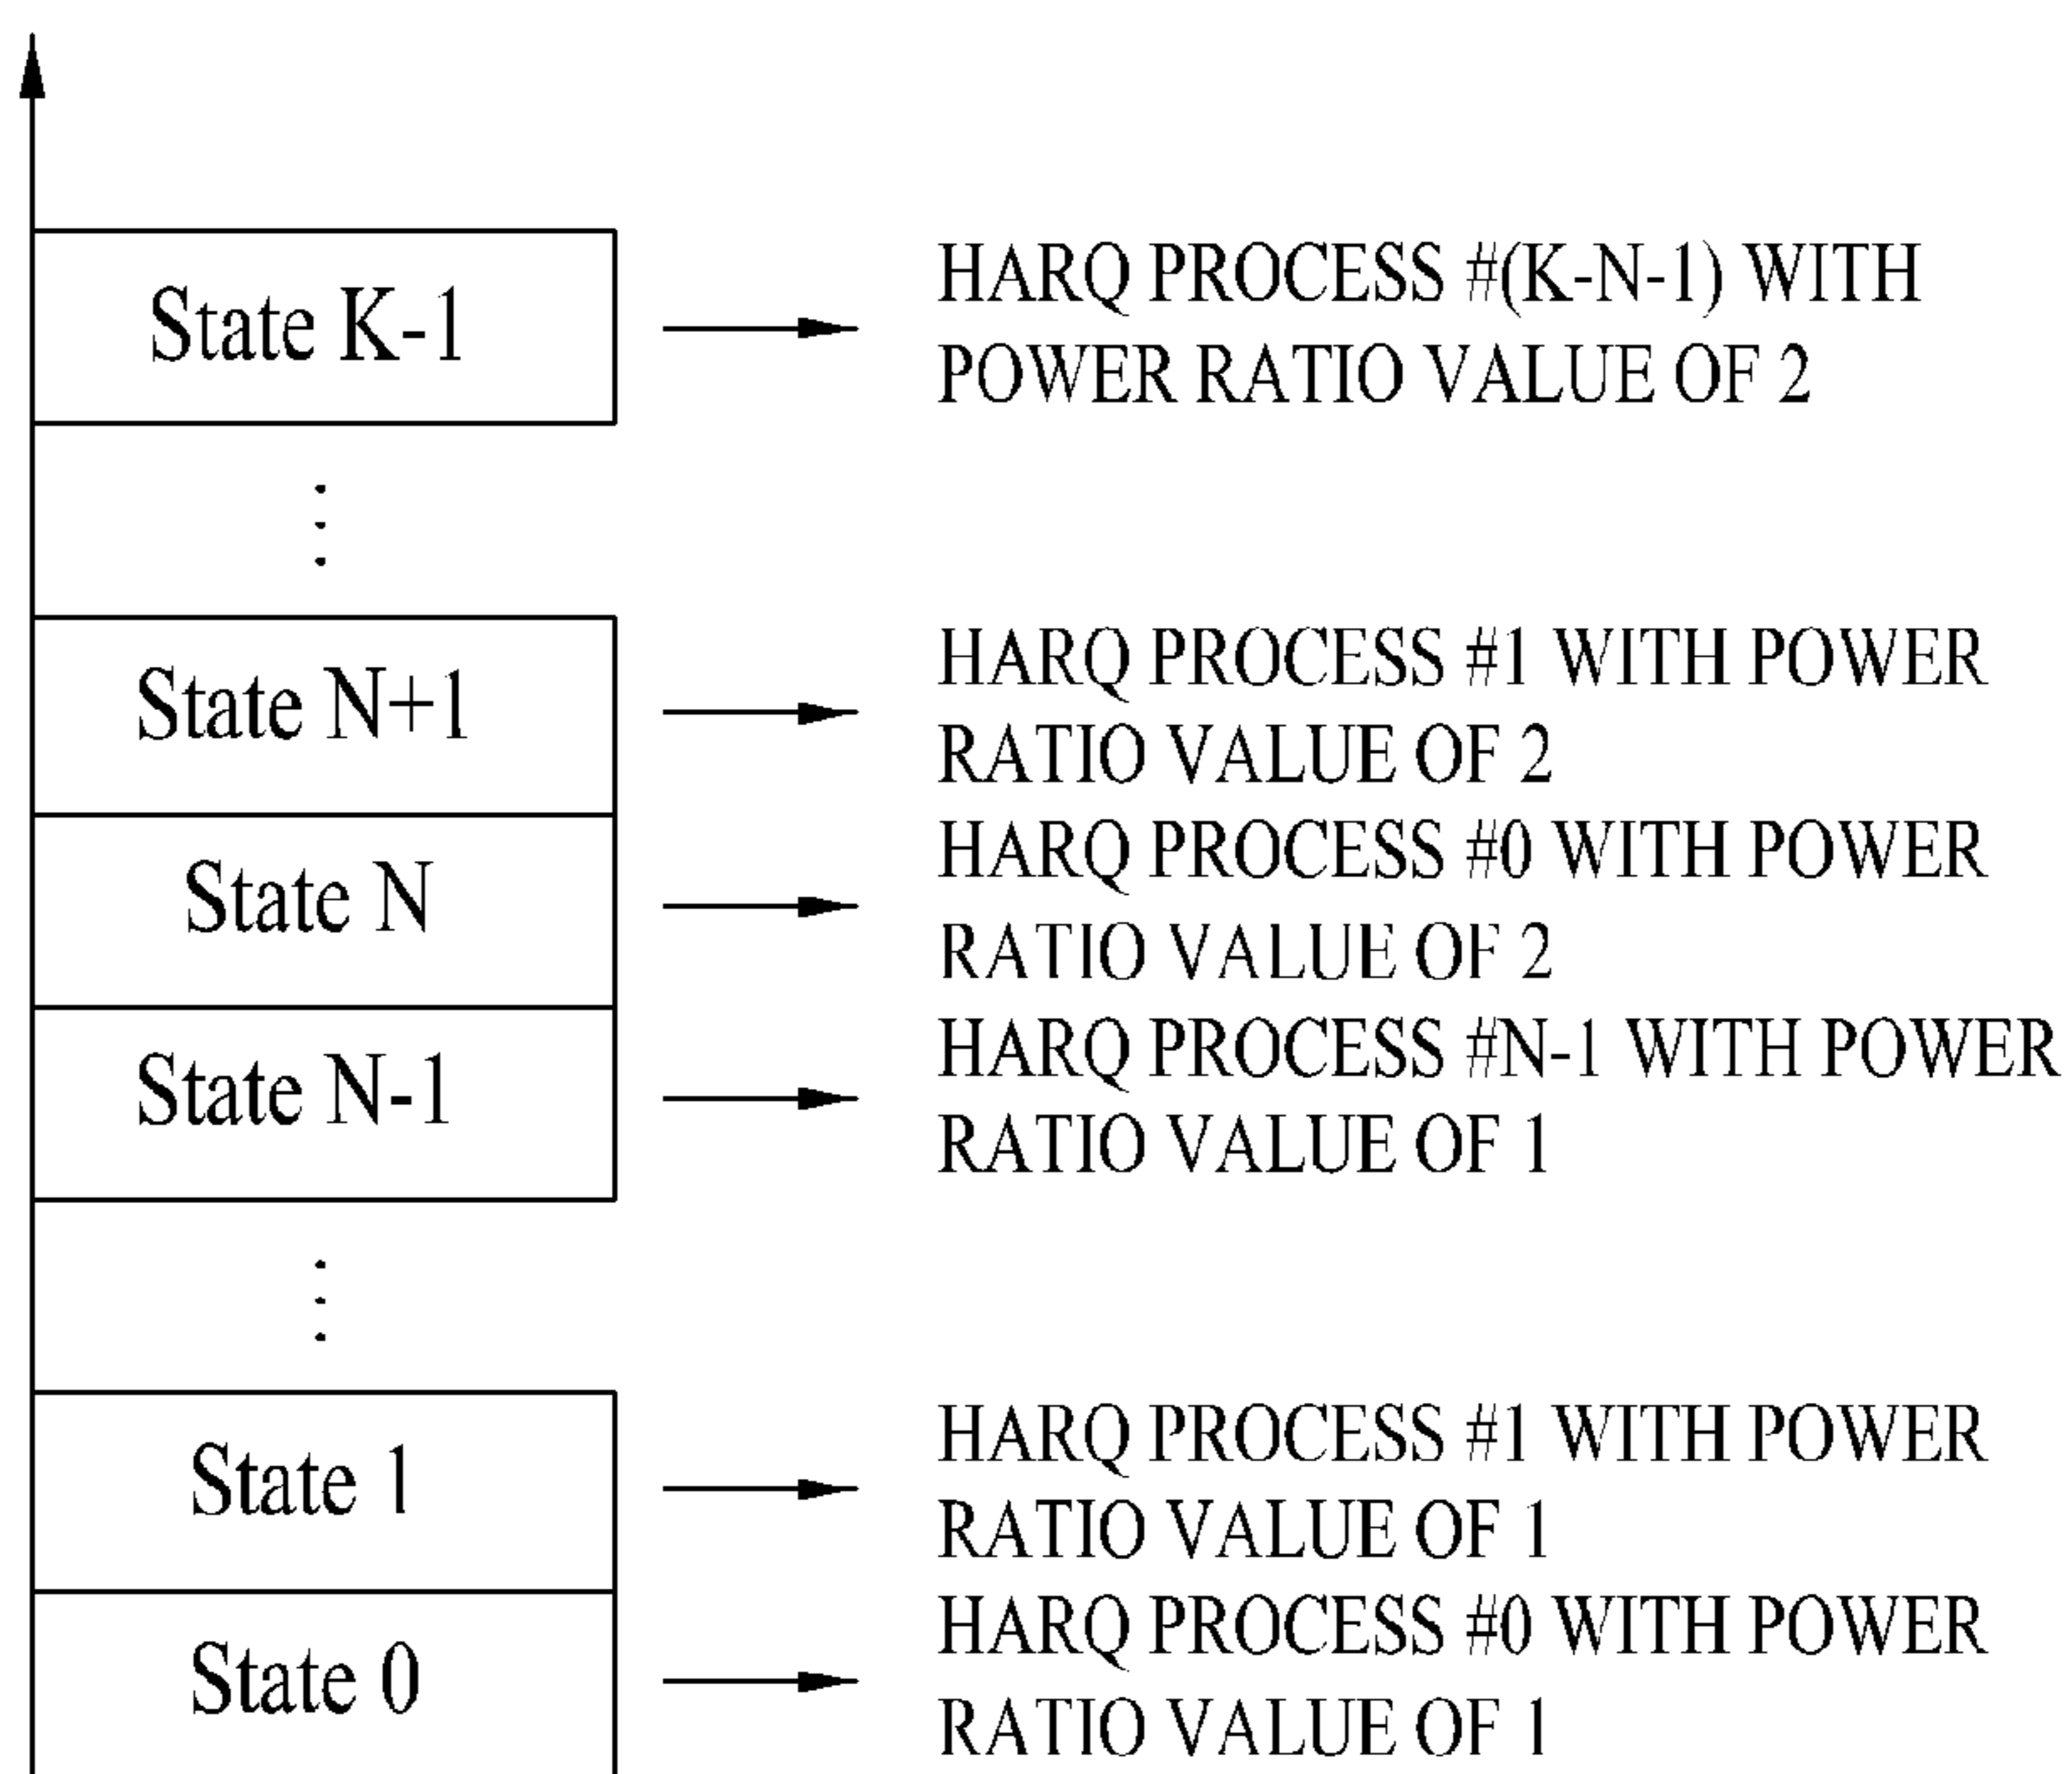 State K-1
HARQ PROCESS #(K-N-1) WITH
POWER RATIO VALUE OF 2
State N+1
HARQ PROCESS #1 WITH POWER
RATIO VALUE OF 2
State N
HARQ PROCESS #0 WITH POWER
RATIO VALUE OF 2
State N-1
HARQ PROCESS #N-1 WITH POWER
RATIO VALUE OF 1
State 1
HARQ PROCESS #1 WITH POWER
RATIO VALUE OF 1
State 0
HARQ PROCESS #0 WITH POWER
RATIO VALUE OF 1